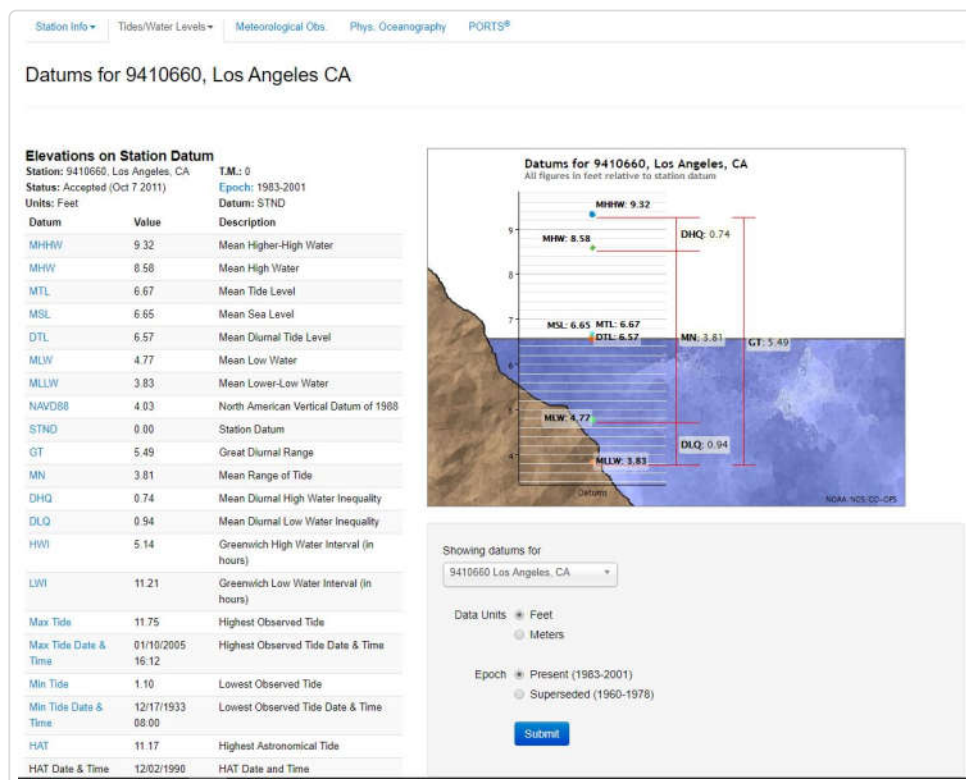 Station Info Tides/Water Levels Meteorological Obs. Phys. Oceanography PORTS®
Datums for 9410660, Los Angeles CA
Elevations on Station Datum
Station: 9410660, Los Angeles, CA T.M.: 0
Status: Accepted (Oct 7 2011) Epoch: 1983-2001
Units: Feet Datum: STND
Datum Value Description
MHHW 9.32 Mean Higher-High Water
MHW 8.58 Mean High Water
MTL 6.67 Mean Tide Level
MSL 6.65 Mean Sea Level
DTL 6.57 Mean Diurnal Tide Level
MLW 4.77 Mean Low Water
MLLW 3.83 Mean Lower-Low Water
NAVD88 4.03 North American Vertical Datum of 1988
STND 0.00 Station Datum
GT 5.49 Great Diurnal Range
MN 3.81 Mean Range of Tide
DHQ 0.74 Mean Diurnal High Water Inequality
DLQ 0.94 Mean Diurnal Low Water Inequality
HWI 5.14 Greenwich High Water Interval (in
hours)
LWI 11.21 Greenwich Low Water Interval (in
hours)
Max Tide 11.75 Highest Observed Tide
Max Tide Date & 01/10/2005 Highest Observed Tide Date & Time
Time 16:12
Min Tide 1.10 Lowest Observed Tide
Min Tide Date & 12/17/1933 Lowest Observed Tide Date & Time
Time 08:00
HAT 11.17 Highest Astronomical Tide
HAT Date & Time 12/02/1990 HAT Date and Time
Datums for 9410660, Los Angeles, CA
All figures in feet relative to station datum
MHHW: 9.32
9
DHQ: 0.74
MHW: 8.58
8
7
MSL: 6.65 MTL: 6.67
DTL: 6.57 MN: 3.81 GT: 5.49
6
5
MLW: 4.77
DLQ: 0.94
4
MLLW: 3.83
Datums
NOAA/NOS/CO-OPS
Showing datums for
9410660 Los Angeles, CA
Data Units Feet
Meters
Epoch Present (1983-2001)
Superseded (1960-1978)
Submit